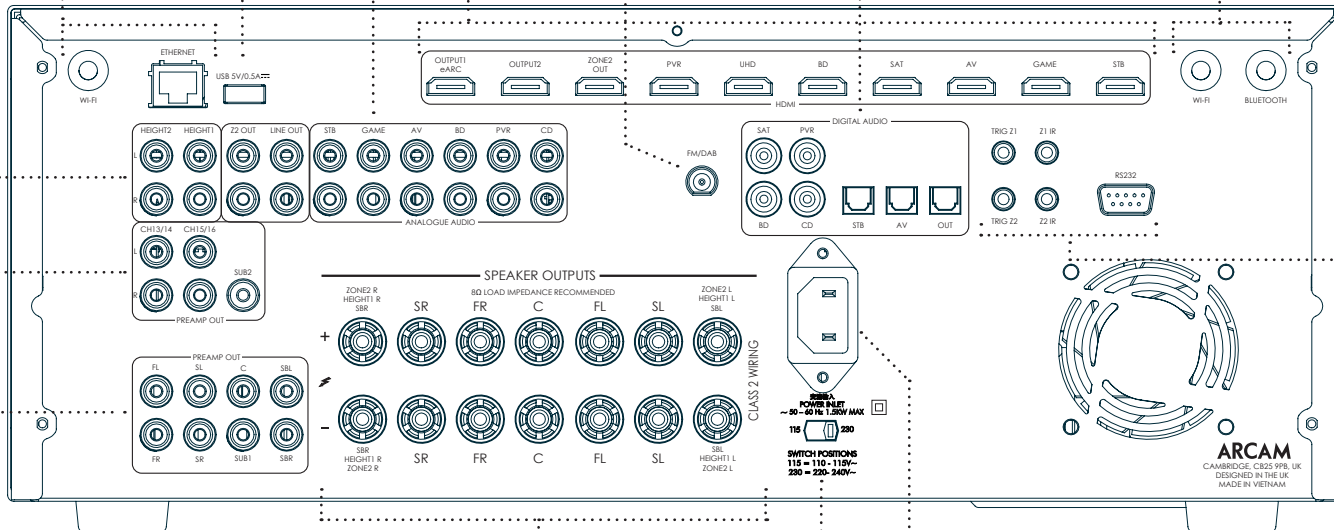 WI-FI
ETHERNET
USB 5V/0.5A
OUTPUT1 eARC
OUTPUT2
ZONE2 OUT
PVR
UHD
BD
SAT
AV
GAME
STB
HDMI
WI-FI
BLUETOOTH
HEIGHT2
HEIGHT1
L
R
Z2 OUT
LINE OUT
STB
GAME
AV
BD
PVR
CD
ANALOGUE AUDIO
FM/DAB
DIGITAL AUDIO
SAT
PVR
BD
CD
STB
AV
OUT
TRIG Z1
Z1 IR
TRIG Z2
Z2 IR
RS232
CH13/14
CH15/16
L
R
SUB2
PREAMP OUT
SPEAKER OUTPUTS
8Ω LOAD IMPEDANCE RECOMMENDED
ZONE2 R
HEIGHT1 R
SBR
SR
FR
C
FL
SL
ZONE2 L
HEIGHT1 L
SBL
+
−
SBR
HEIGHT1 R
ZONE2 R
SR
FR
C
FL
SL
SBL
HEIGHT1 L
ZONE2 L
CLASS 2 WIRING
PREAMP OUT
FL
SL
C
SBL
FR
SR
SUB1
SBR
POWER INLET
~ 50 – 60 Hz 1.5KW MAX
115
230
SWITCH POSITIONS
115 = 110 - 115V~
230 = 220- 240V~
ARCAM
CAMBRIDGE, CB25 9PB, UK
DESIGNED IN THE UK
MADE IN VIETNAM